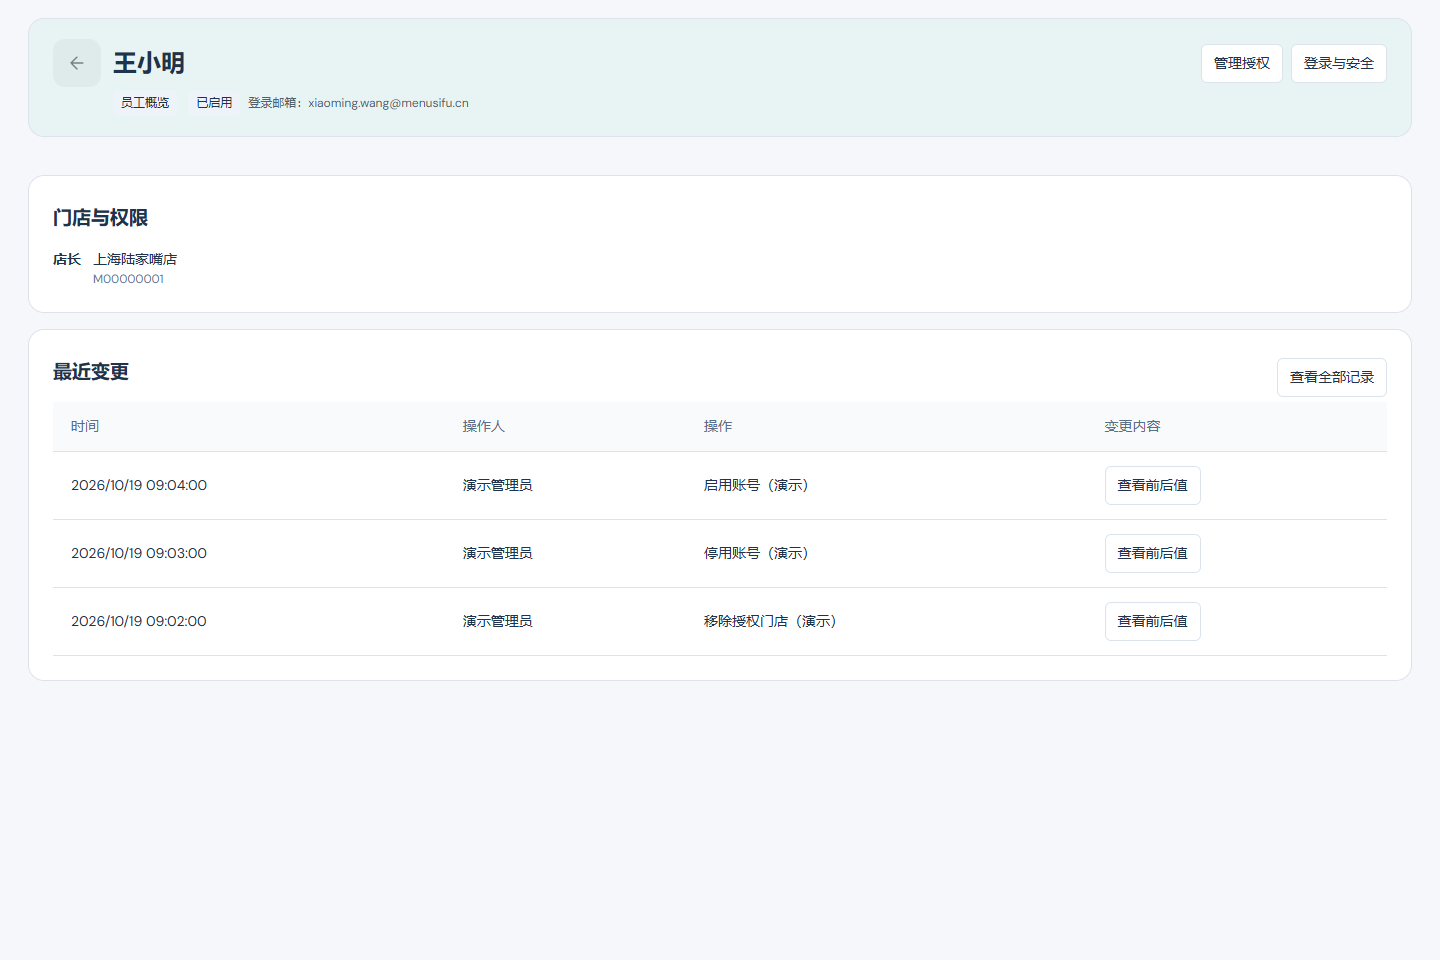 王小明
管理授权 登录与安全
员工概览 已启用 登录邮箱： xiaoming.wang@menusifu.cn
门店与权限
店长 上海陆家嘴店
M00000001
最近变更
查看全部记录
时间 操作人 操作 变更内容
2026/10/19 09:04:00 演示管理员 启用账号（演示） 查看前后值
2026/10/19 09:03:00 演示管理员 停用账号（演示） 查看前后值
2026/10/19 09:02:00 演示管理员 移除授权门店（演示） 查看前后值